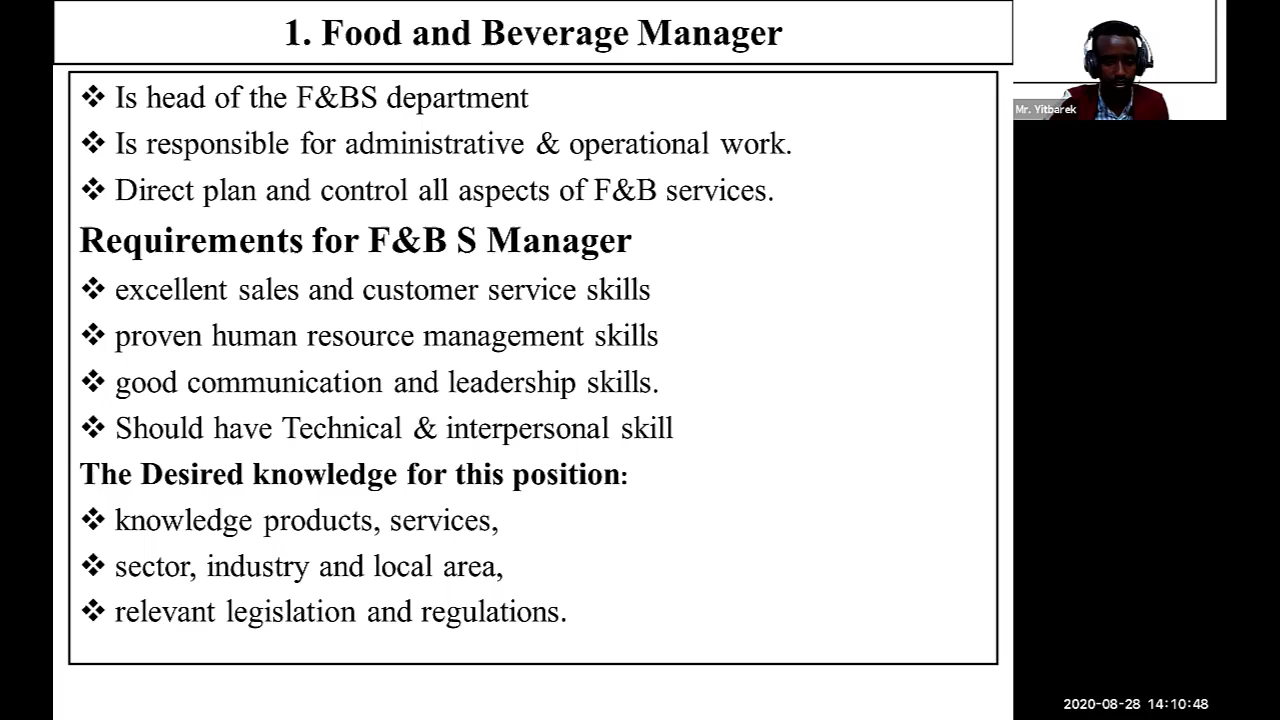 1. Food and Beverage Manager
❖ Is head of the F&BS department
❖ Is responsible for administrative & operational work.
❖ Direct plan and control all aspects of F&B services.
Requirements for F&B S Manager
❖ excellent sales and customer service skills
❖ proven human resource management skills
❖ good communication and leadership skills.
❖ Should have Technical & interpersonal skill
The Desired knowledge for this position:
❖ knowledge products, services,
❖ sector, industry and local area,
❖ relevant legislation and regulations.
Mr. Yitbarek
2020-08-28 14:10:48